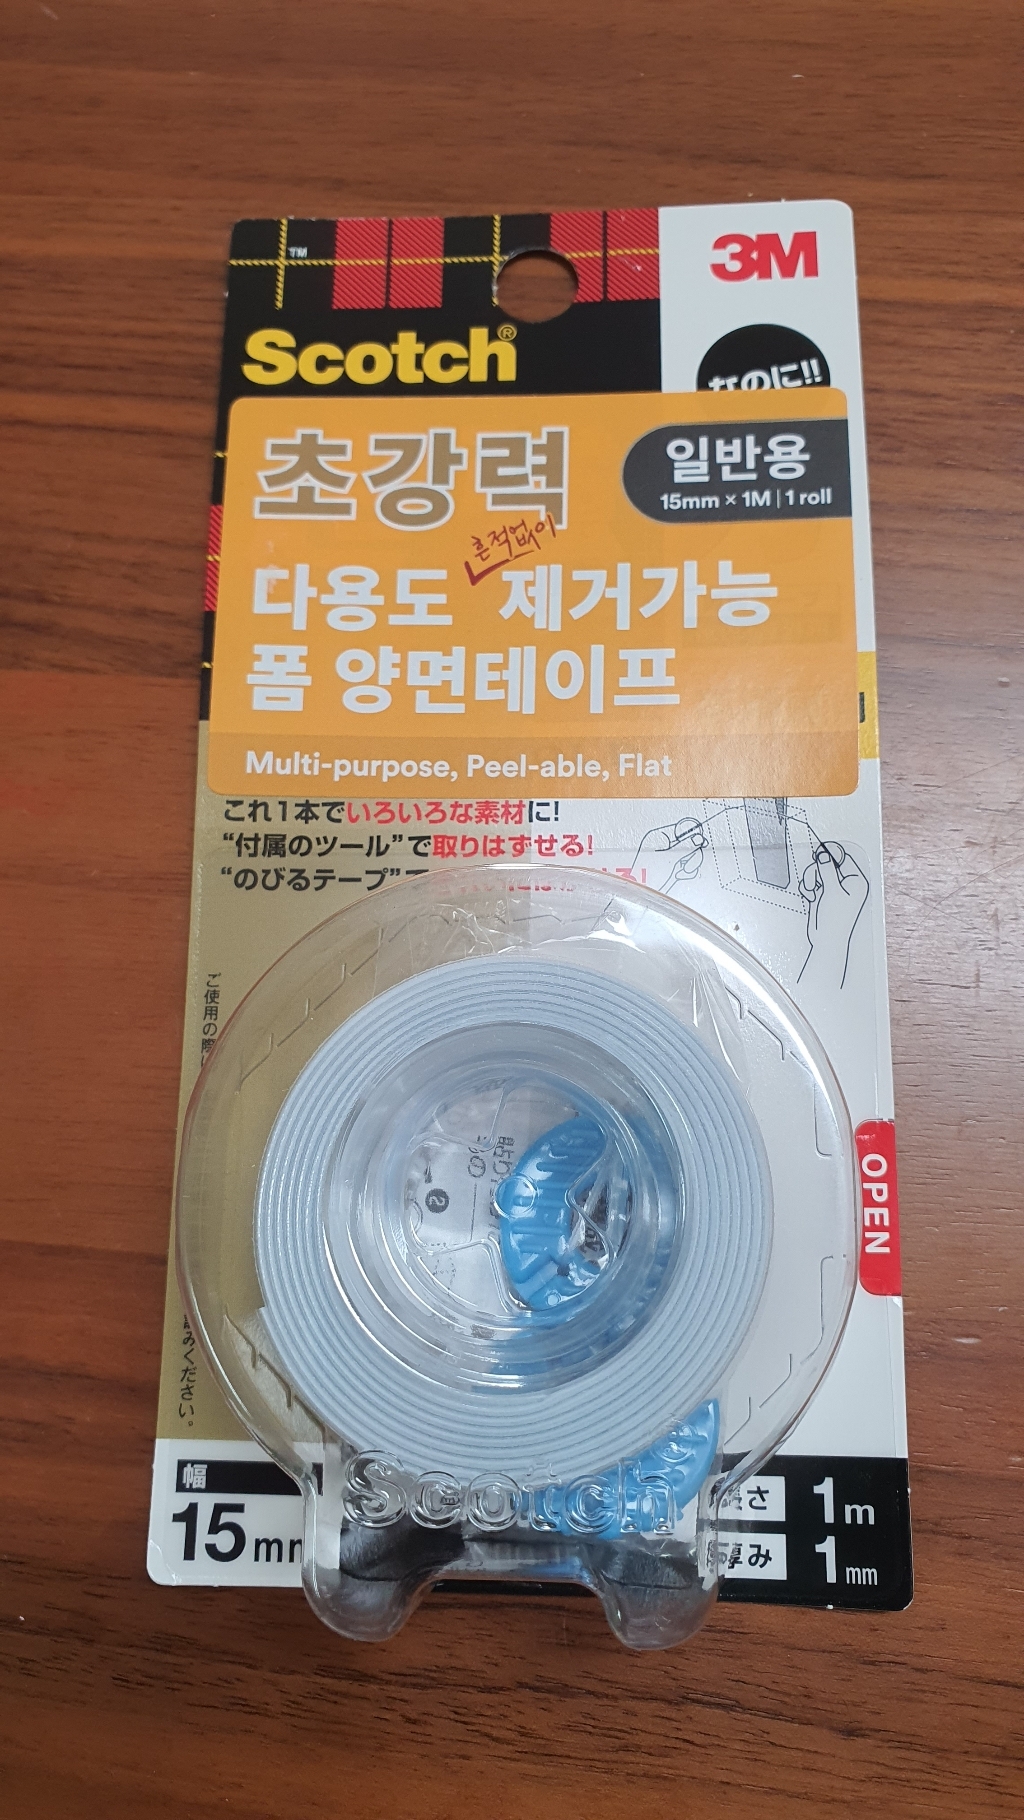 TM
3M
Scotch®
なのに!!
초강력
일반용
15mm × 1M | 1 roll
흔적없이
다용도 제거가능
폼 양면테이프
Multi-purpose, Peel-able, Flat
これ1本でいろいろな素材に!
“付属のツール”で取りはずせる!
“のびるテープ”で
ご使用の際は
みください。
OPEN
Scotch
幅
15mm
長さ 1m
厚み 1mm